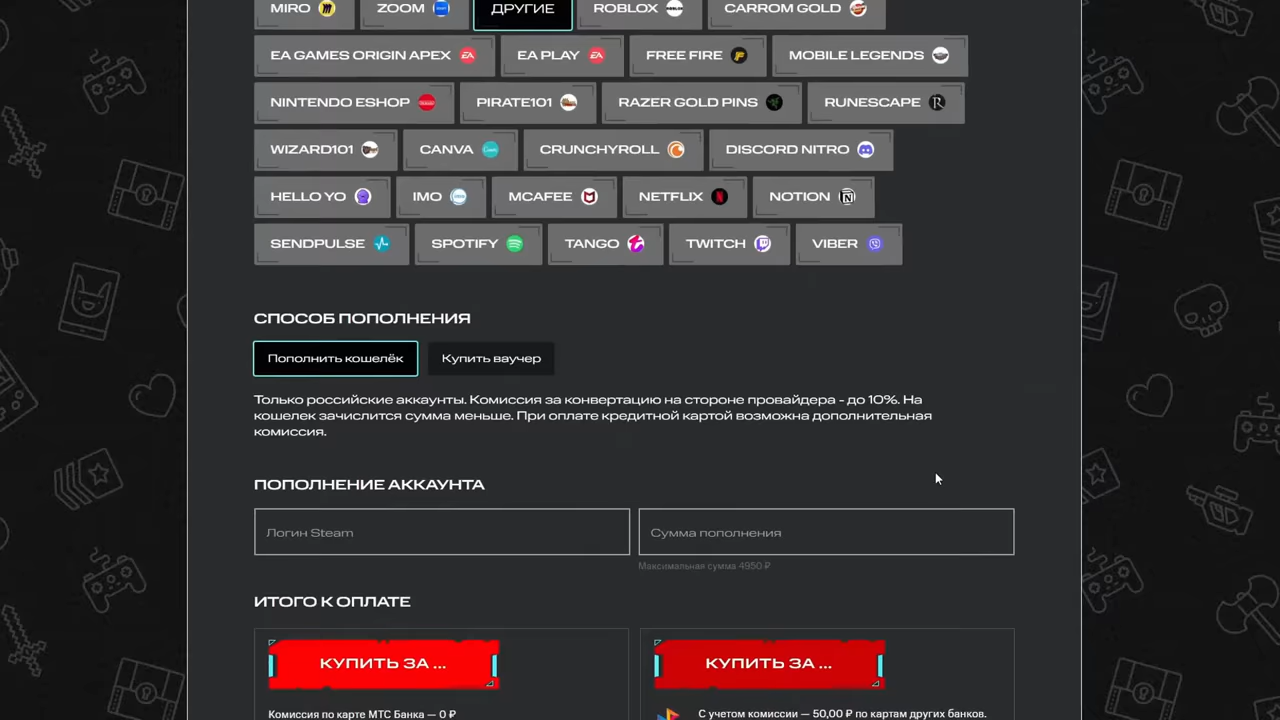 MIRO ZOOM ДРУГИЕ ROBLOX CARROM GOLD
EA GAMES ORIGIN APEX EA PLAY FREE FIRE MOBILE LEGENDS
NINTENDO ESHOP PIRATE101 RAZER GOLD PINS RUNESCAPE
WIZARD101 CANVA CRUNCHYROLL DISCORD NITRO
HELLO YO IMO MCAFEE NETFLIX NOTION
SENDPULSE SPOTIFY TANGO TWITCH VIBER
СПОСОБ ПОПОЛНЕНИЯ
Пополнить кошелёк Купить ваучер
Только российские аккаунты. Комиссия за конвертацию на стороне провайдера - до 10%. На
кошелек зачислится сумма меньше. При оплате кредитной картой возможна дополнительная
комиссия.
ПОПОЛНЕНИЕ АККАУНТА
Логин Steam Сумма пополнения
Максимальная сумма 4950 ₽
ИТОГО К ОПЛАТЕ
КУПИТЬ ЗА ... КУПИТЬ ЗА ...
Комиссия по карте МТС Банка — 0 ₽ С учетом комиссии — 50,00 ₽ по картам других банков.